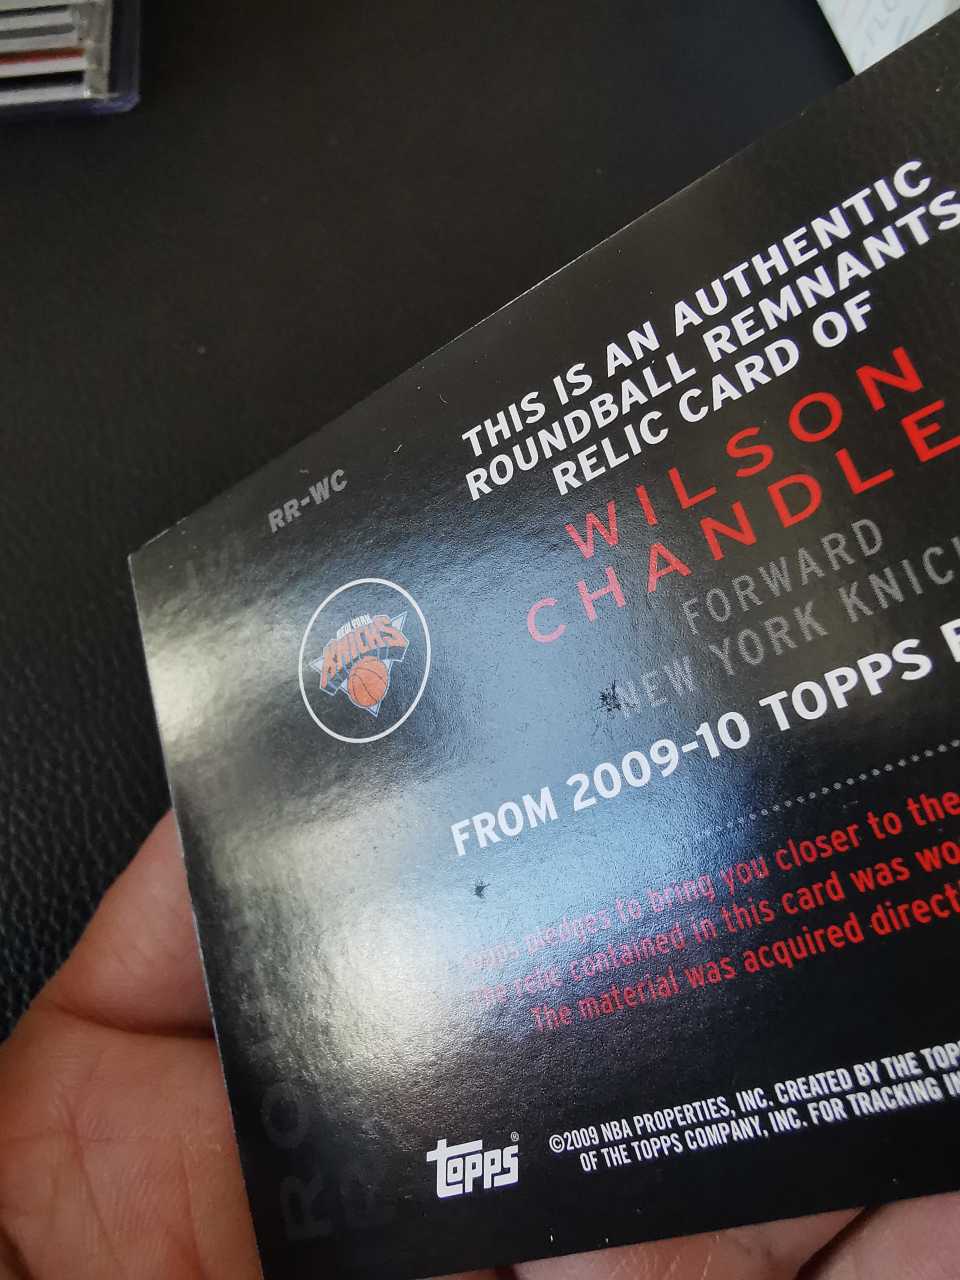 THIS IS AN AUTHENTIC
ROUNDBALL REMNANTS
RELIC CARD OF
WILSON
CHANDLE
FORWARD
NEW YORK KNIC
RR-WC
NEW YORK
KNICKS
FROM 2009-10 TOPPS
pledges to bring you closer to the
relic contained in this card was wo
The material was acquired direct
©2009 NBA PROPERTIES, INC. CREATED BY THE TOP
OF THE TOPPS COMPANY, INC. FOR TRACKING IN
topps®